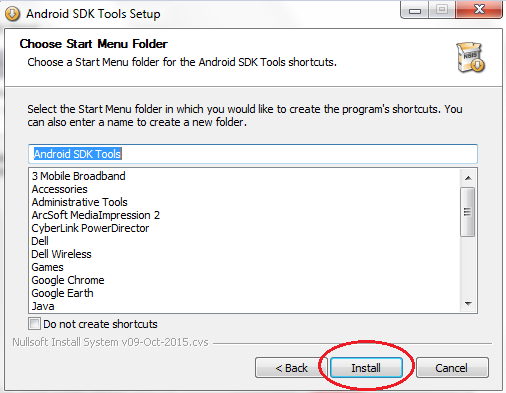 Android SDK Tools Setup
Choose Start Menu Folder
Choose a Start Menu folder for the Android SDK Tools shortcuts.
NSIS
Select the Start Menu folder in which you would like to create the program's shortcuts. You
can also enter a name to create a new folder.
Android SDK Tools
3 Mobile Broadband
Accessories
Administrative Tools
ArcSoft MediaImpression 2
CyberLink PowerDirector
Dell
Dell Wireless
Games
Google Chrome
Google Earth
Java
Do not create shortcuts
Nullsoft Install System v09-Oct-2015.cvs
< Back
Install
Cancel